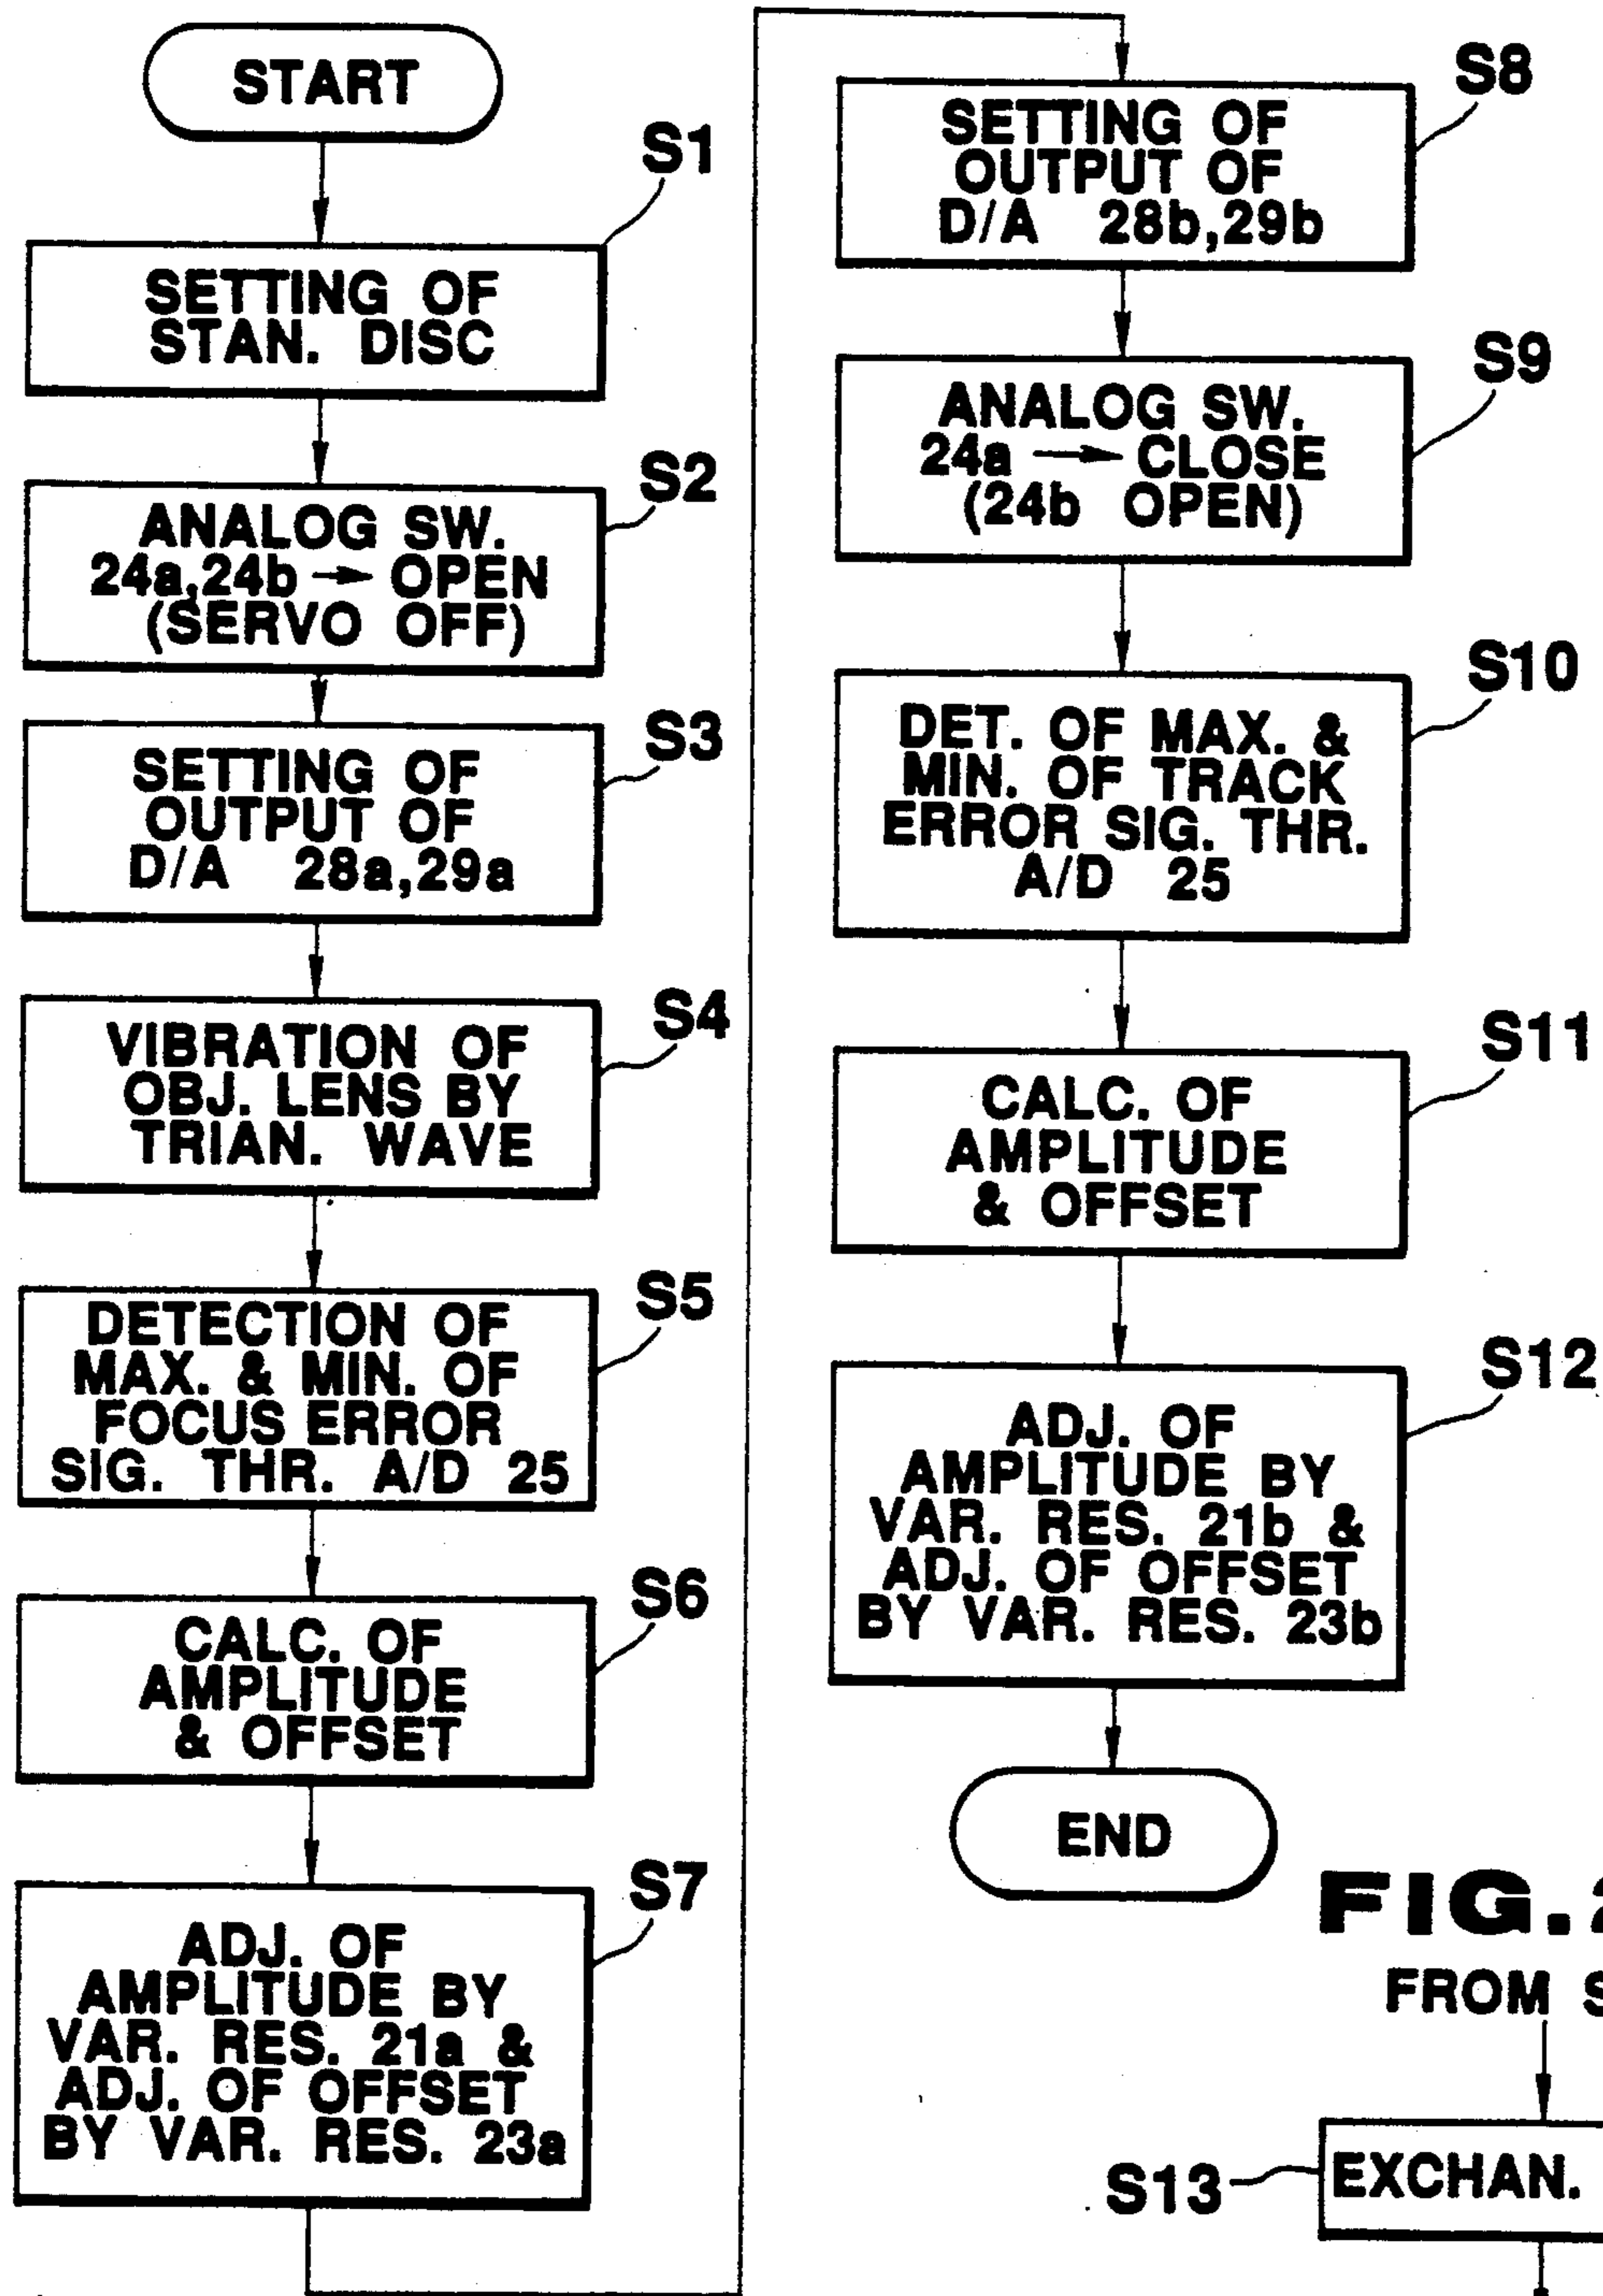 START
S1
SETTING OF
STAN. DISC
S2
ANALOG SW.
24a,24b → OPEN
(SERVO OFF)
S3
SETTING OF
OUTPUT OF
D/A 28a,29a
S4
VIBRATION OF
OBJ. LENS BY
TRIAN. WAVE
S5
DETECTION OF
MAX. & MIN. OF
FOCUS ERROR
SIG. THR. A/D 25
S6
CALC. OF
AMPLITUDE
& OFFSET
S7
ADJ. OF
AMPLITUDE BY
VAR. RES. 21a &
ADJ. OF OFFSET
BY VAR. RES. 23a
S8
SETTING OF
OUTPUT OF
D/A 28b,29b
S9
ANALOG SW.
24a → CLOSE
(24b OPEN)
S10
DET. OF MAX. &
MIN. OF TRACK
ERROR SIG. THR.
A/D 25
S11
CALC. OF
AMPLITUDE
& OFFSET
S12
ADJ. OF
AMPLITUDE BY
VAR. RES. 21b &
ADJ. OF OFFSET
BY VAR. RES. 23b
END
FIG.
FROM
S13
EXCHAN.